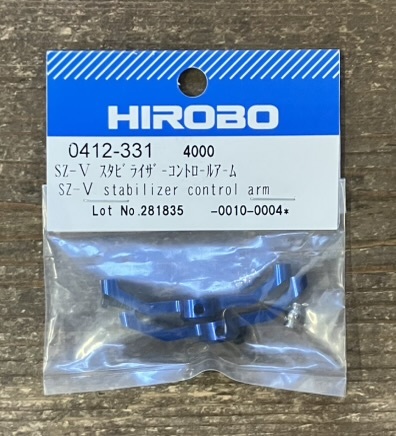 HIROBO
0412-331 4000
SZ-Ⅴ スタビライザーコントロールアーム
SZ-Ⅴ stabilizer control arm
Lot No.281835 -0010-0004*